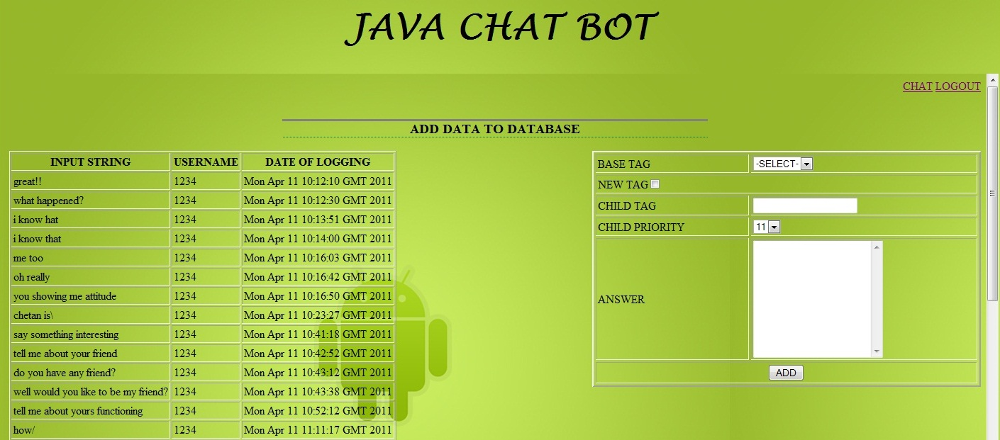 JAVA CHAT BOT
CHAT LOGOUT
ADD DATA TO DATABASE
INPUT STRING USERNAME DATE OF LOGGING
great!! 1234 Mon Apr 11 10:12:10 GMT 2011
what happened? 1234 Mon Apr 11 10:12:30 GMT 2011
i know hat 1234 Mon Apr 11 10:13:51 GMT 2011
i know that 1234 Mon Apr 11 10:14:00 GMT 2011
me too 1234 Mon Apr 11 10:16:03 GMT 2011
oh really 1234 Mon Apr 11 10:16:42 GMT 2011
you showing me attitude 1234 Mon Apr 11 10:16:50 GMT 2011
chetan is\ 1234 Mon Apr 11 10:23:27 GMT 2011
say something interesting 1234 Mon Apr 11 10:41:18 GMT 2011
tell me about your friend 1234 Mon Apr 11 10:42:52 GMT 2011
do you have any friend? 1234 Mon Apr 11 10:43:12 GMT 2011
well would you like to be my friend? 1234 Mon Apr 11 10:43:38 GMT 2011
tell me about yours functioning 1234 Mon Apr 11 10:52:12 GMT 2011
how/ 1234 Mon Apr 11 11:11:17 GMT 2011
BASE TAG -SELECT-
NEW TAG
CHILD TAG
CHILD PRIORITY 11
ANSWER
ADD